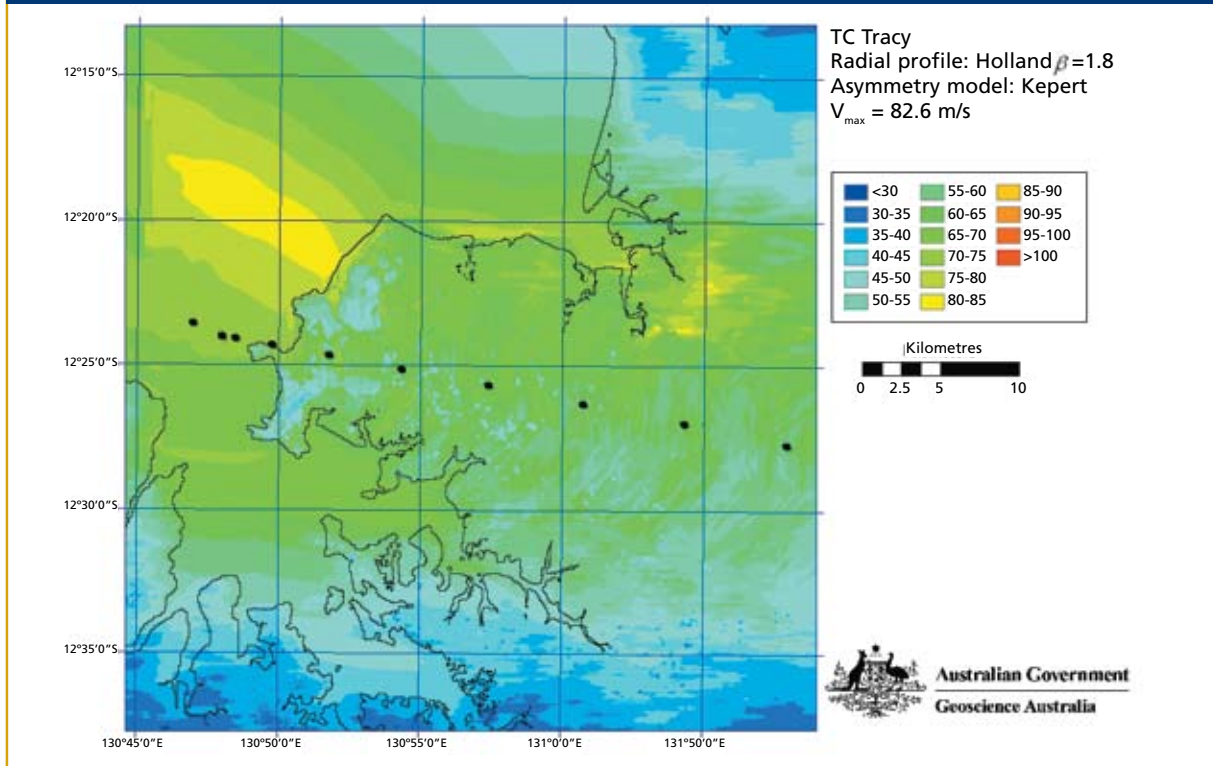 TC Tracy
Radial profile: Holland β=1.8
Asymmetry model: Kepert
Vmax = 82.6 m/s
<30
30-35
35-40
40-45
45-50
50-55
55-60
60-65
65-70
70-75
75-80
80-85
85-90
90-95
95-100
>100
Kilometres
0 2.5 5 10
12°15'0"S
12°20'0"S
12°25'0"S
12°30'0"S
12°35'0"S
130°45'0"E 130°50'0"E 130°55'0"E 131°0'0"E 131°50'0"E
Australian Government
Geoscience Australia